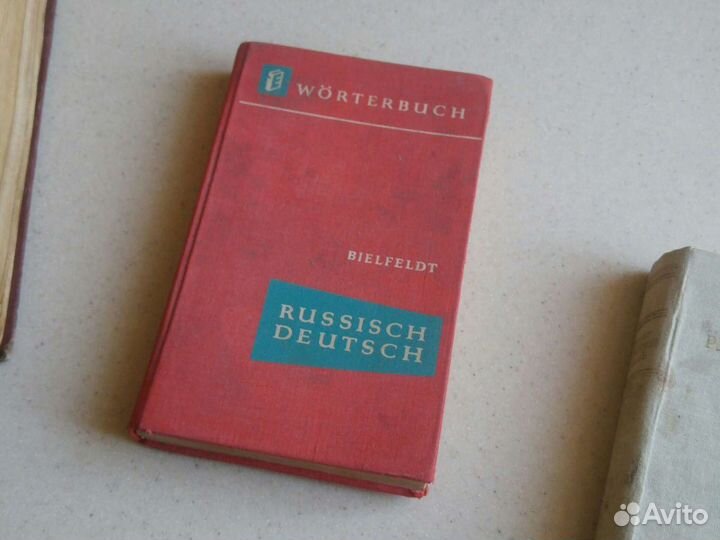 WÖRTERBUCH
BIELFELDT
RUSSISCH
DEUTSCH
Avito